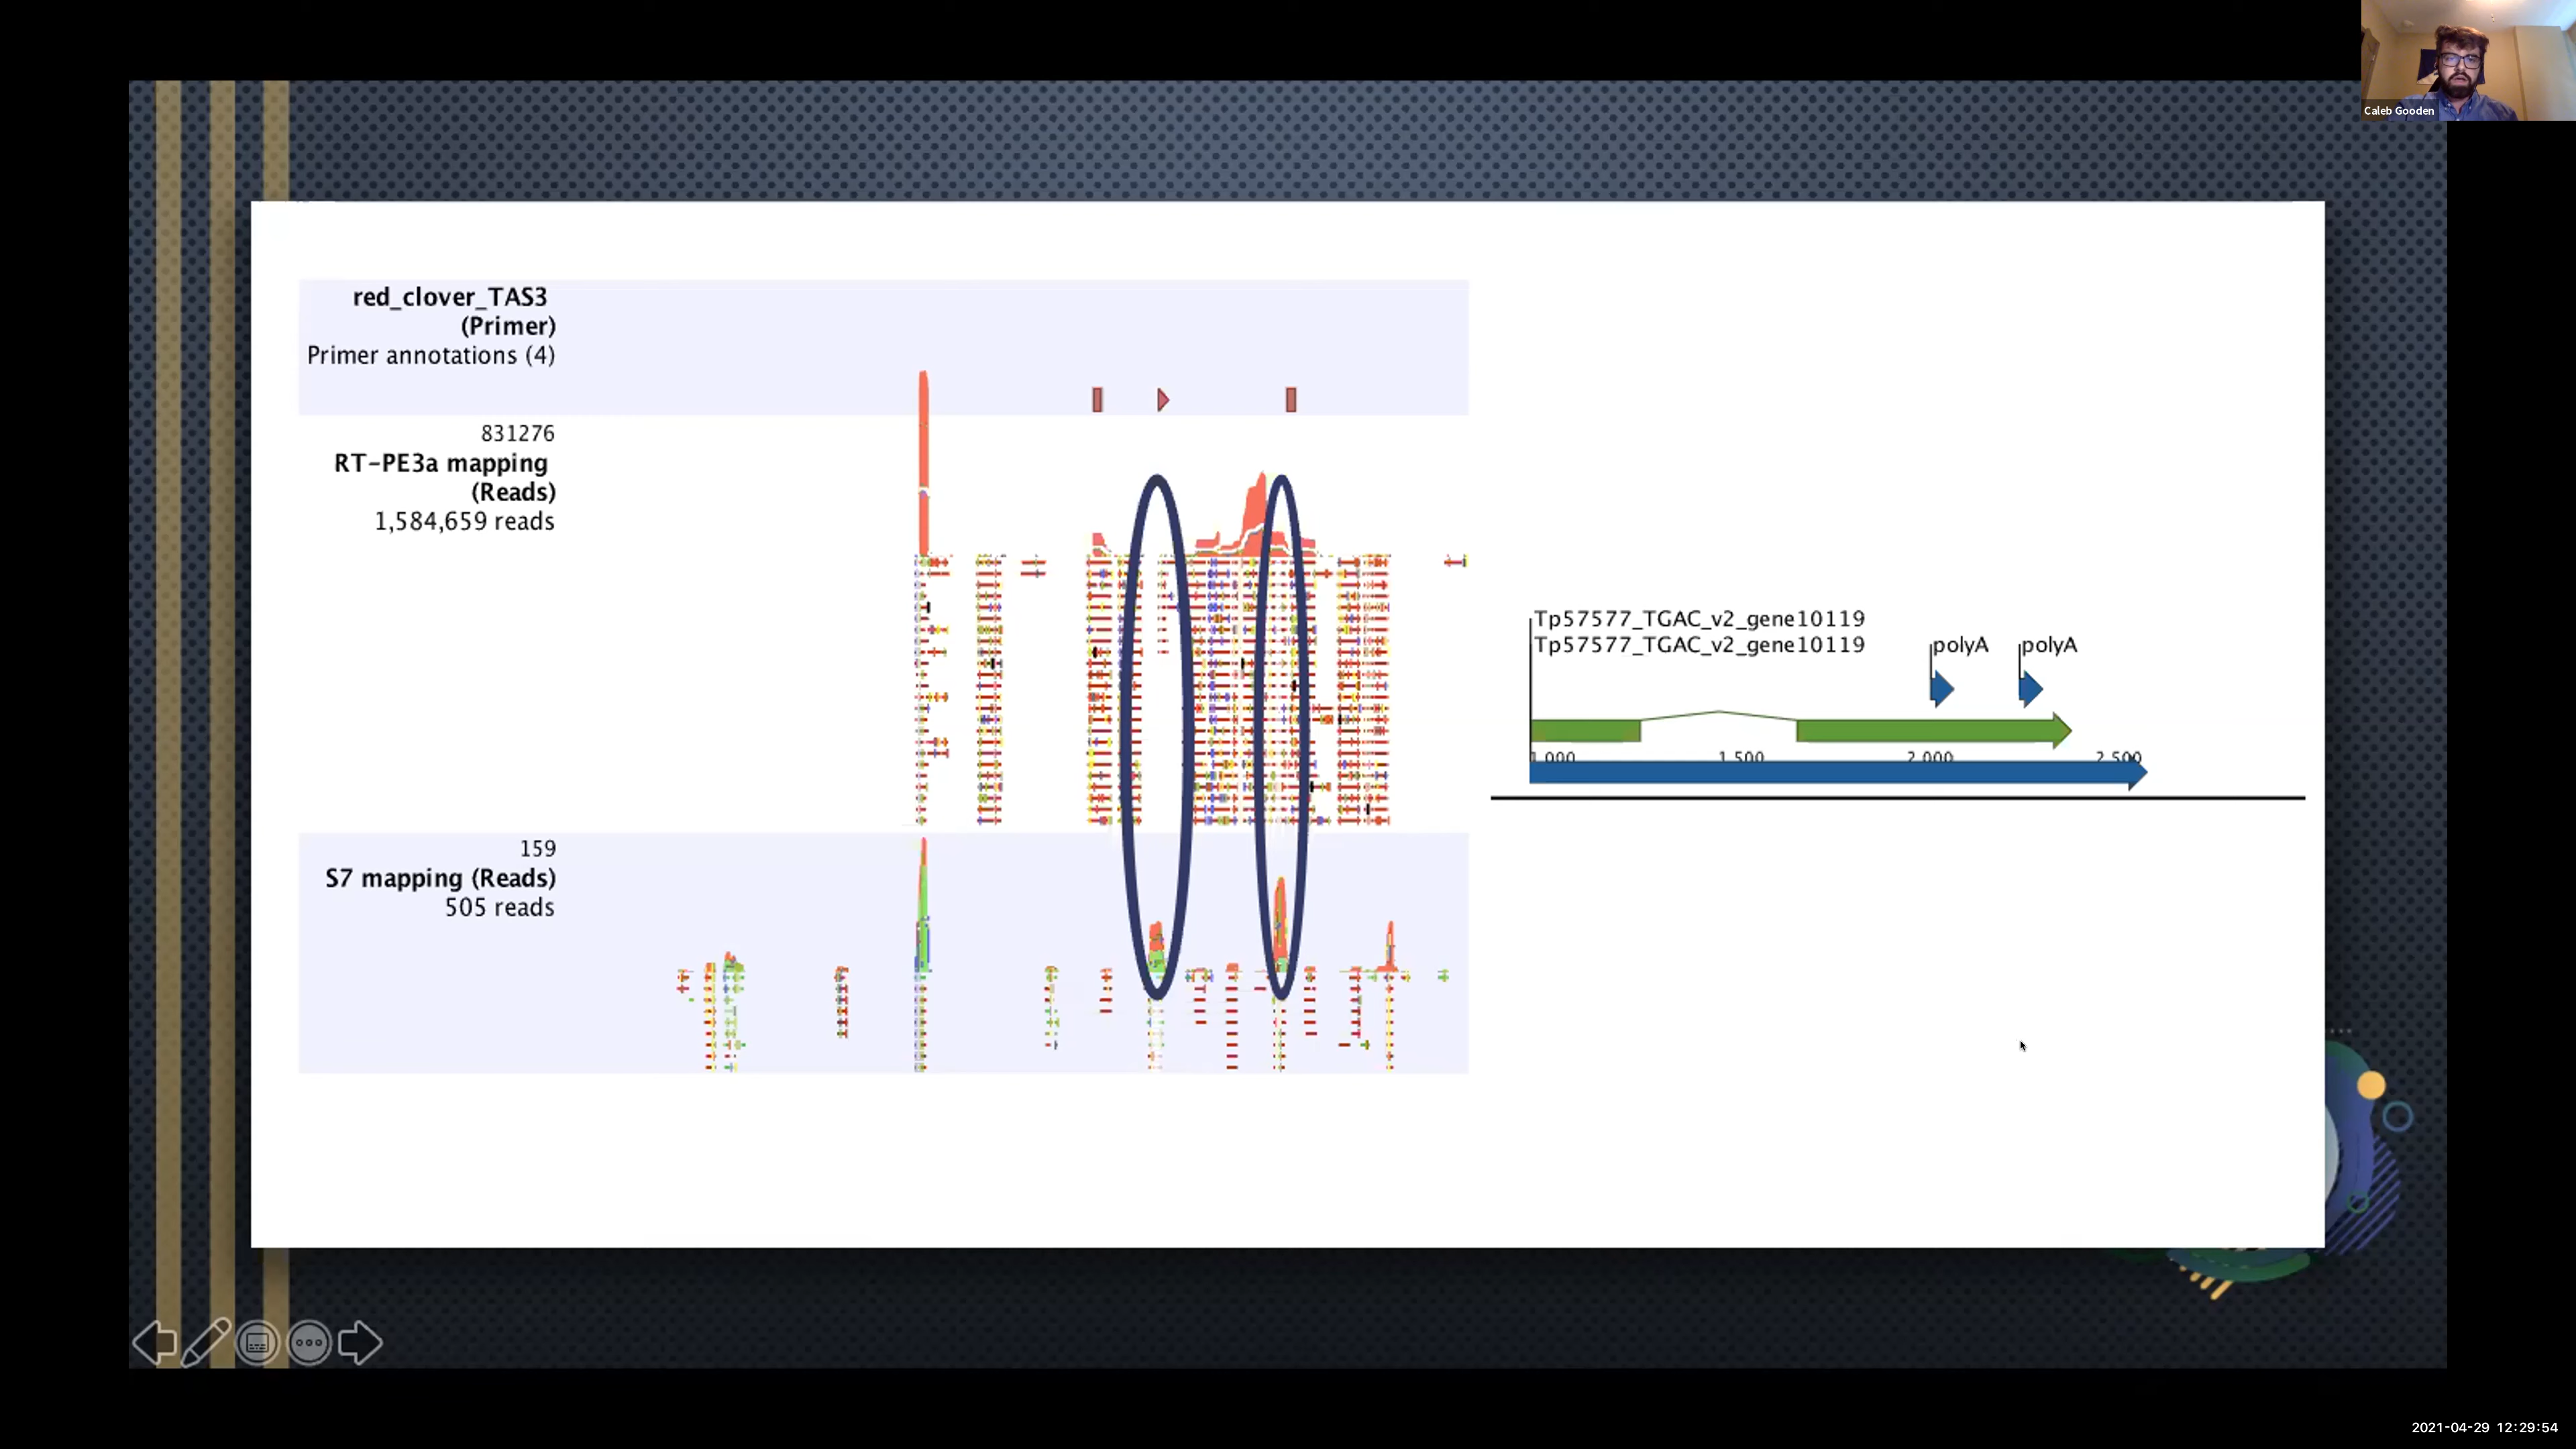 Caleb Gooden
red_clover_TAS3
(Primer)
Primer annotations (4)
831276
RT-PE3a mapping
(Reads)
1,584,659 reads
159
S7 mapping (Reads)
505 reads
Tp57577_TGAC_v2_gene10119
Tp57577_TGAC_v2_gene10119
polyA
polyA
1,000
1,500
2,000
2,500
2021-04-29 12:29:54